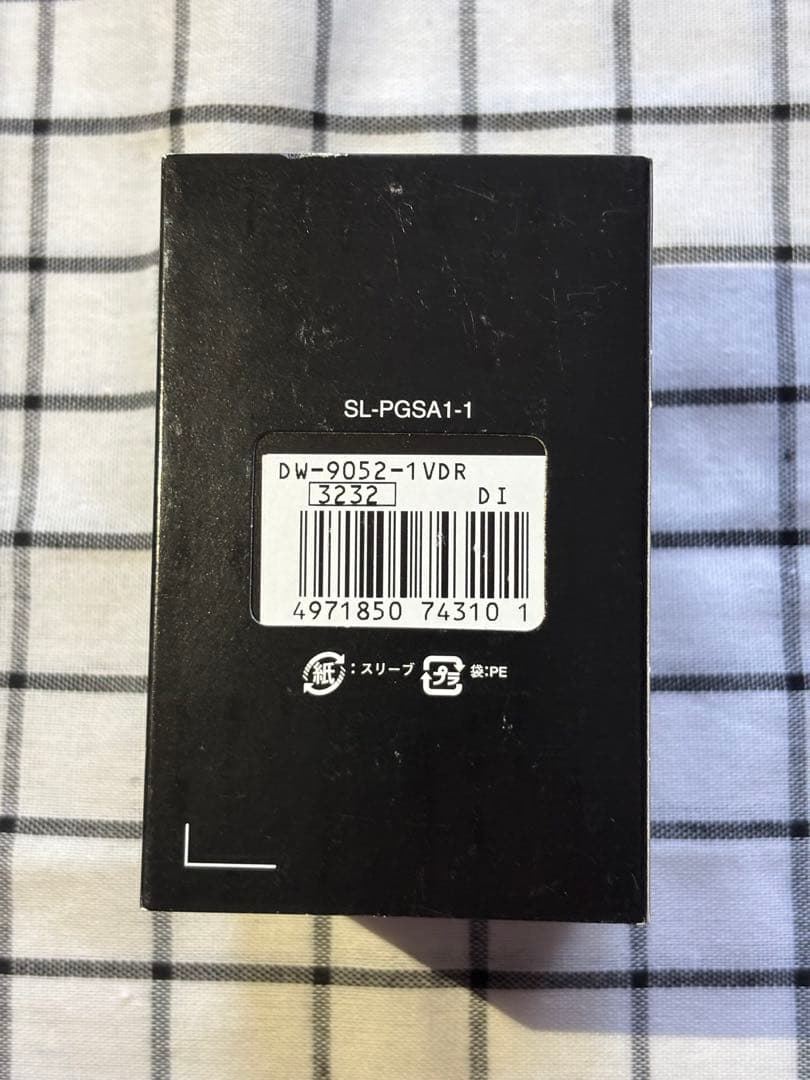 SL-PGSA1-1
DW-9052-1VDR
3232 DI
4971850 74310 1
紙:スリーブ プラ 袋:PE